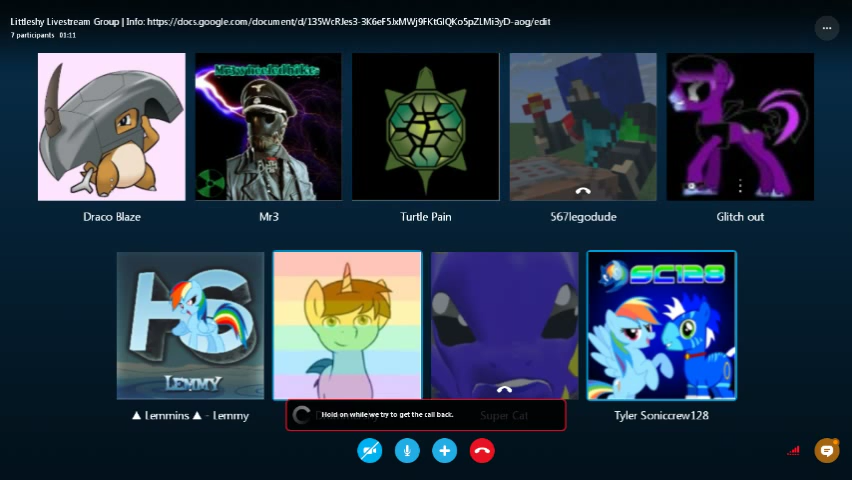 Littleshy Livestream Group | Info: https://docs.google.com/document/d/135WcRJes3-3K6eF5JxMWj9FKtGIQKo5pZLMi3yD-aog/edit
7 participants 01:11
SC128
LEMMY
Draco Blaze
Mr3
Turtle Pain
567legodude
Glitch out
▲ Lemmins ▲ - Lemmy
Hold on while we try to get the call back.
Super Cat
Tyler Soniccrew128